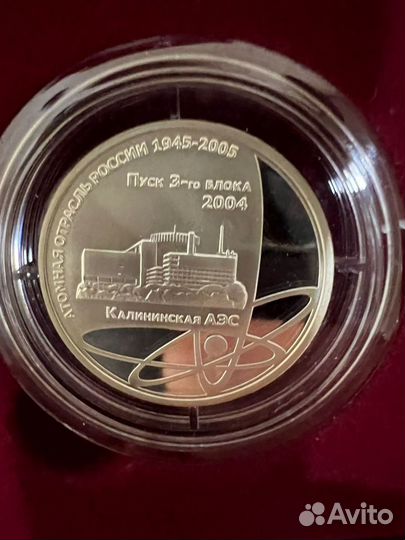 АТОМНАЯ ОТРАСЛЬ РОССИИ 1945-2005
Пуск 3-го блока
2004
Калининская АЭС
Avito